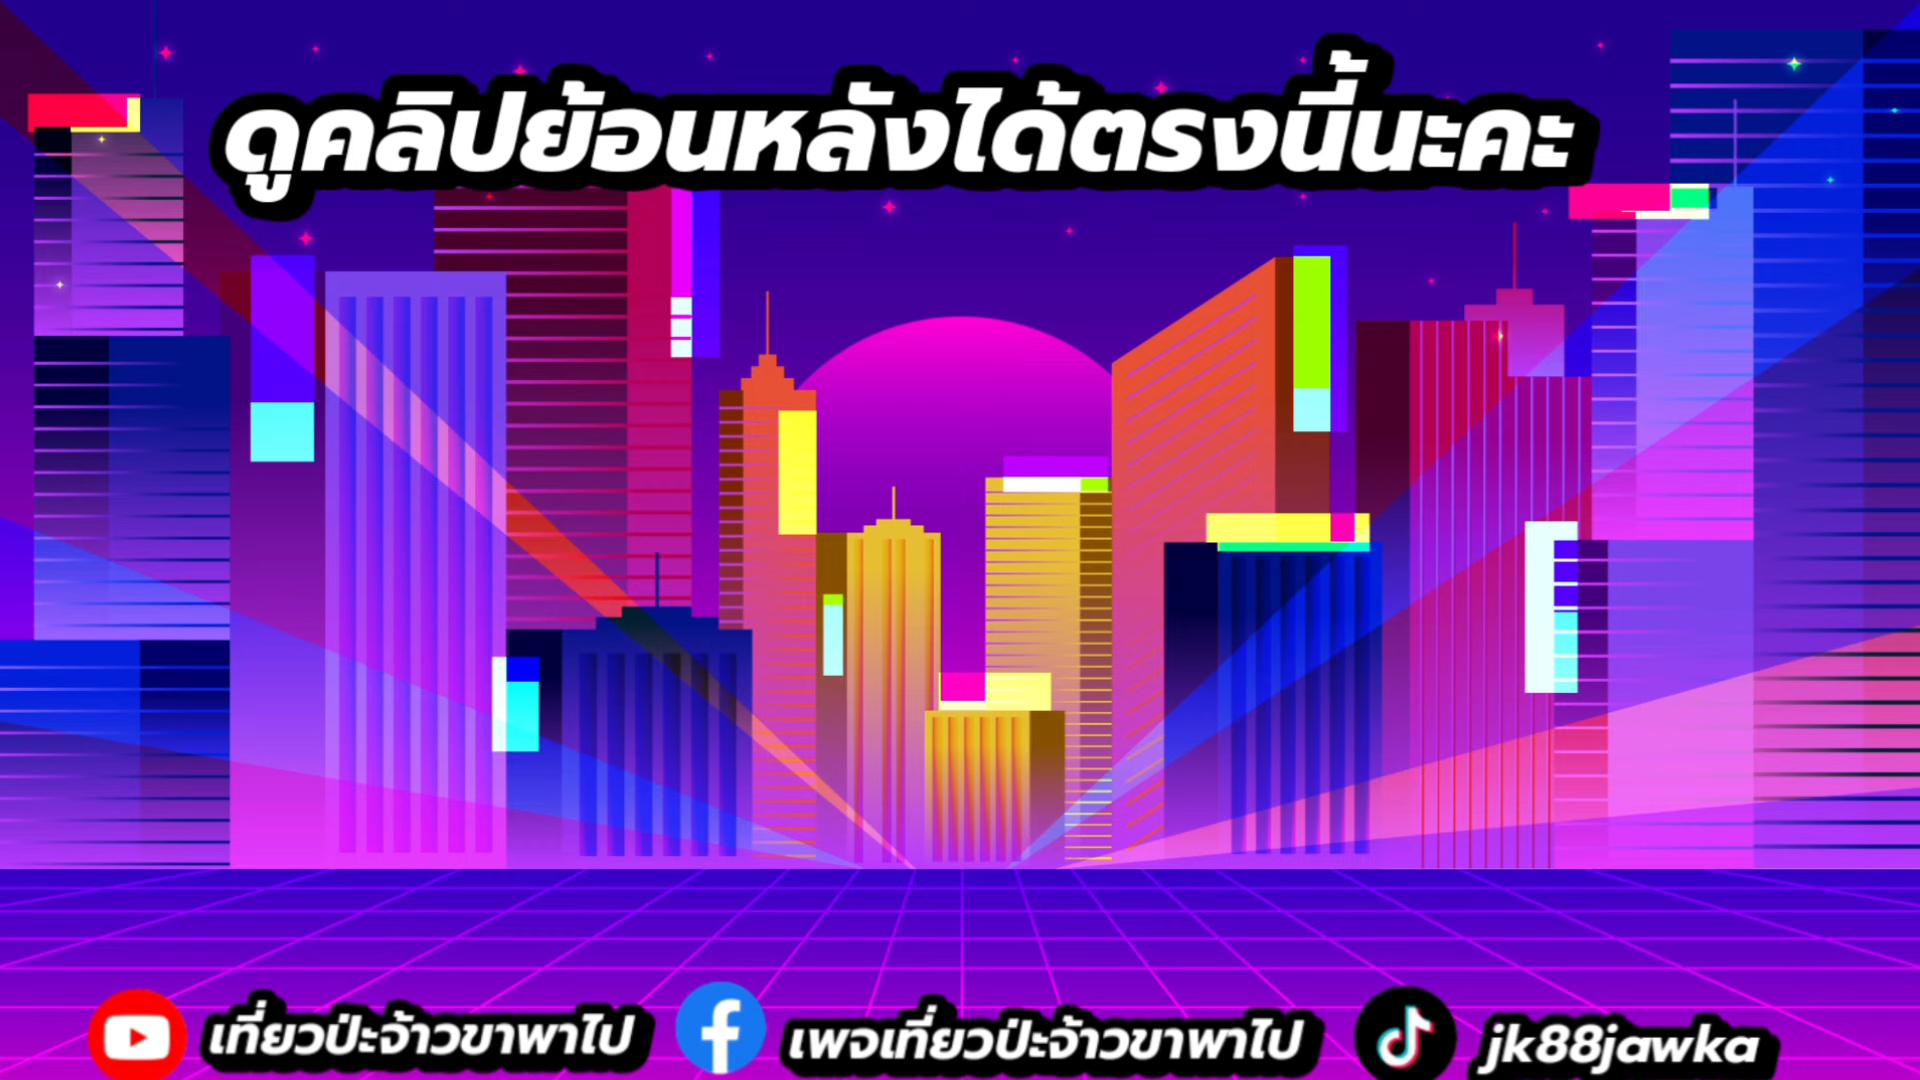 ดูคลิปย้อนหลังได้ตรงนี้นะคะ
เที่ยวป่ะจ้าวขาพาไป
เพจเที่ยวป่ะจ้าวขาพาไป
jk88jawka